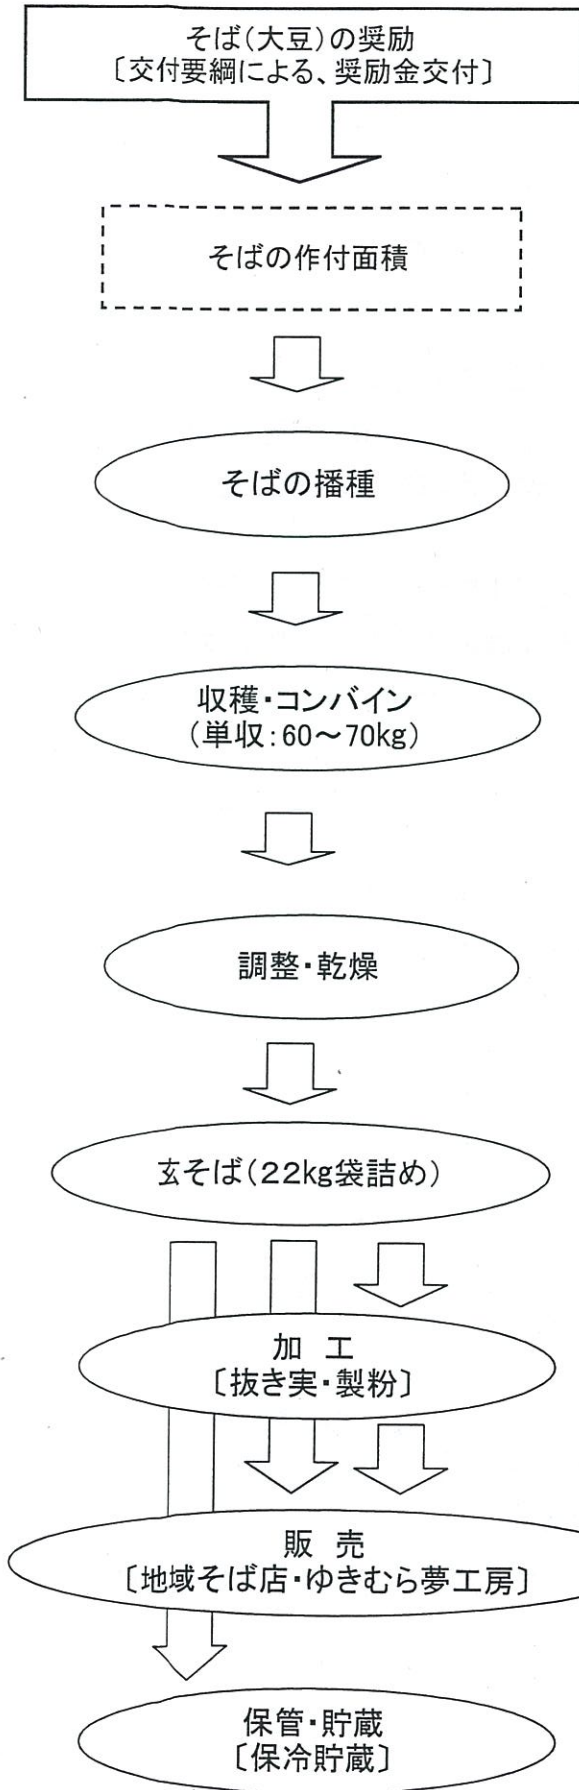 そば(大豆)の奨励
〔交付要綱による、奨励金交付〕
そばの作付面積
そばの播種
収穫・コンバイン
(単収:60〜70kg)
調整・乾燥
玄そば(22kg袋詰め)
加　工
〔抜き実・製粉〕
販　売
〔地域そば店・ゆきむら夢工房〕
保管・貯蔵
〔保冷貯蔵〕